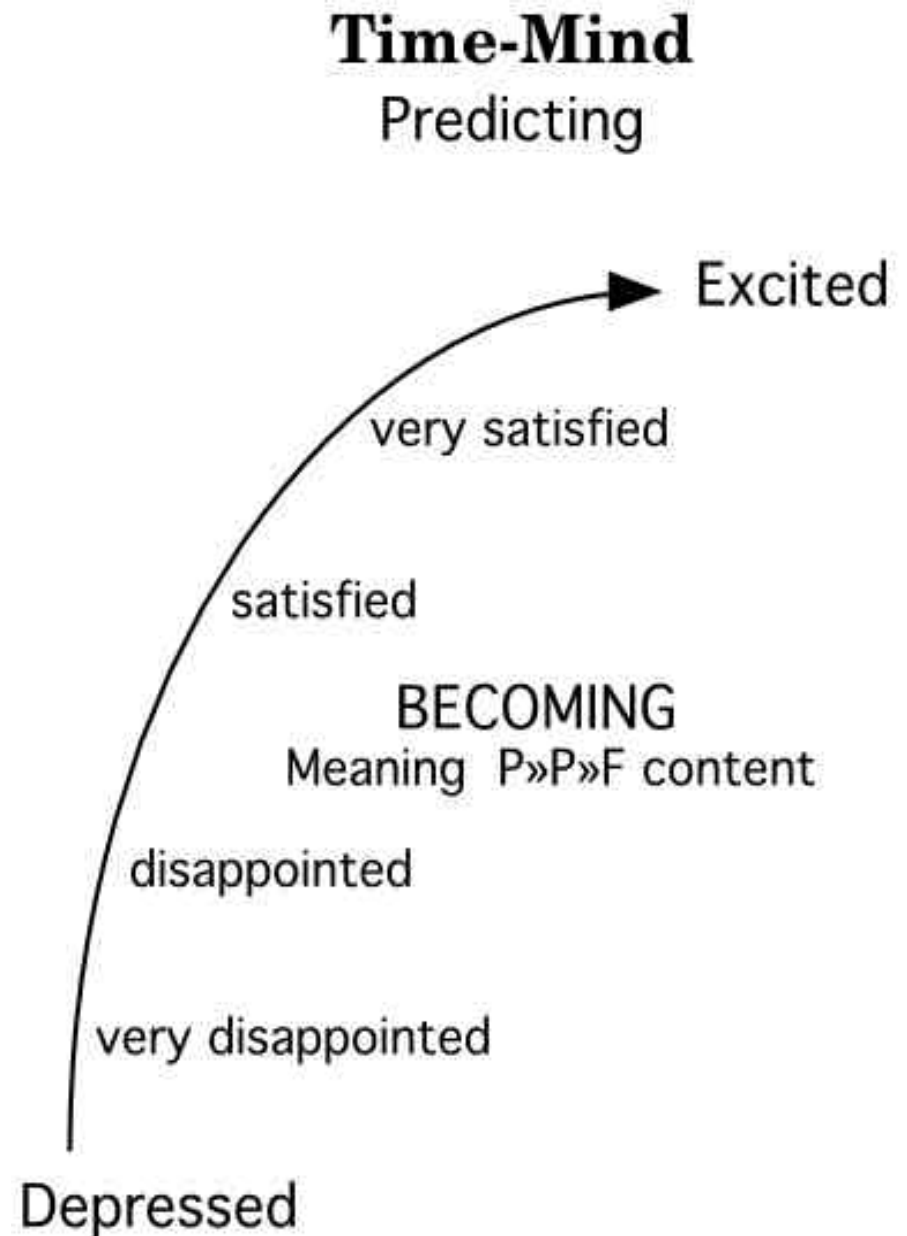 Time-Mind
Predicting
Excited
very satisfied
satisfied
BECOMING
Meaning P»P»F content
disappointed
very disappointed
Depressed